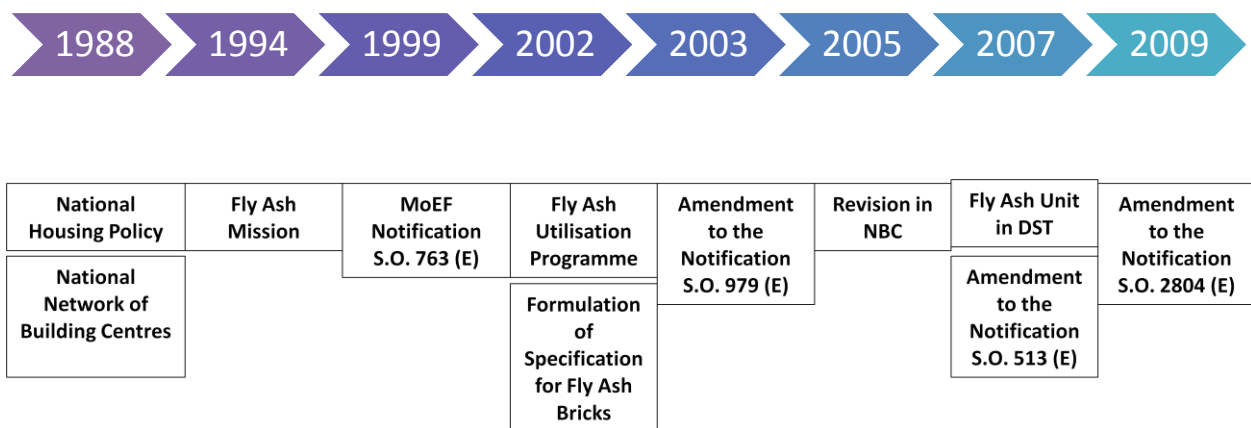 1988 1994 1999 2002 2003 2005 2007 2009
National
Housing Policy
National
Network of
Building Centres
Fly Ash
Mission
MoEF
Notification
S.O. 763 (E)
Fly Ash
Utilisation
Programme
Formulation
of
Specification
for Fly Ash
Bricks
Amendment
to the
Notification
S.O. 979 (E)
Revision in
NBC
Fly Ash Unit
in DST
Amendment
to the
Notification
S.O. 513 (E)
Amendment
to the
Notification
S.O. 2804 (E)